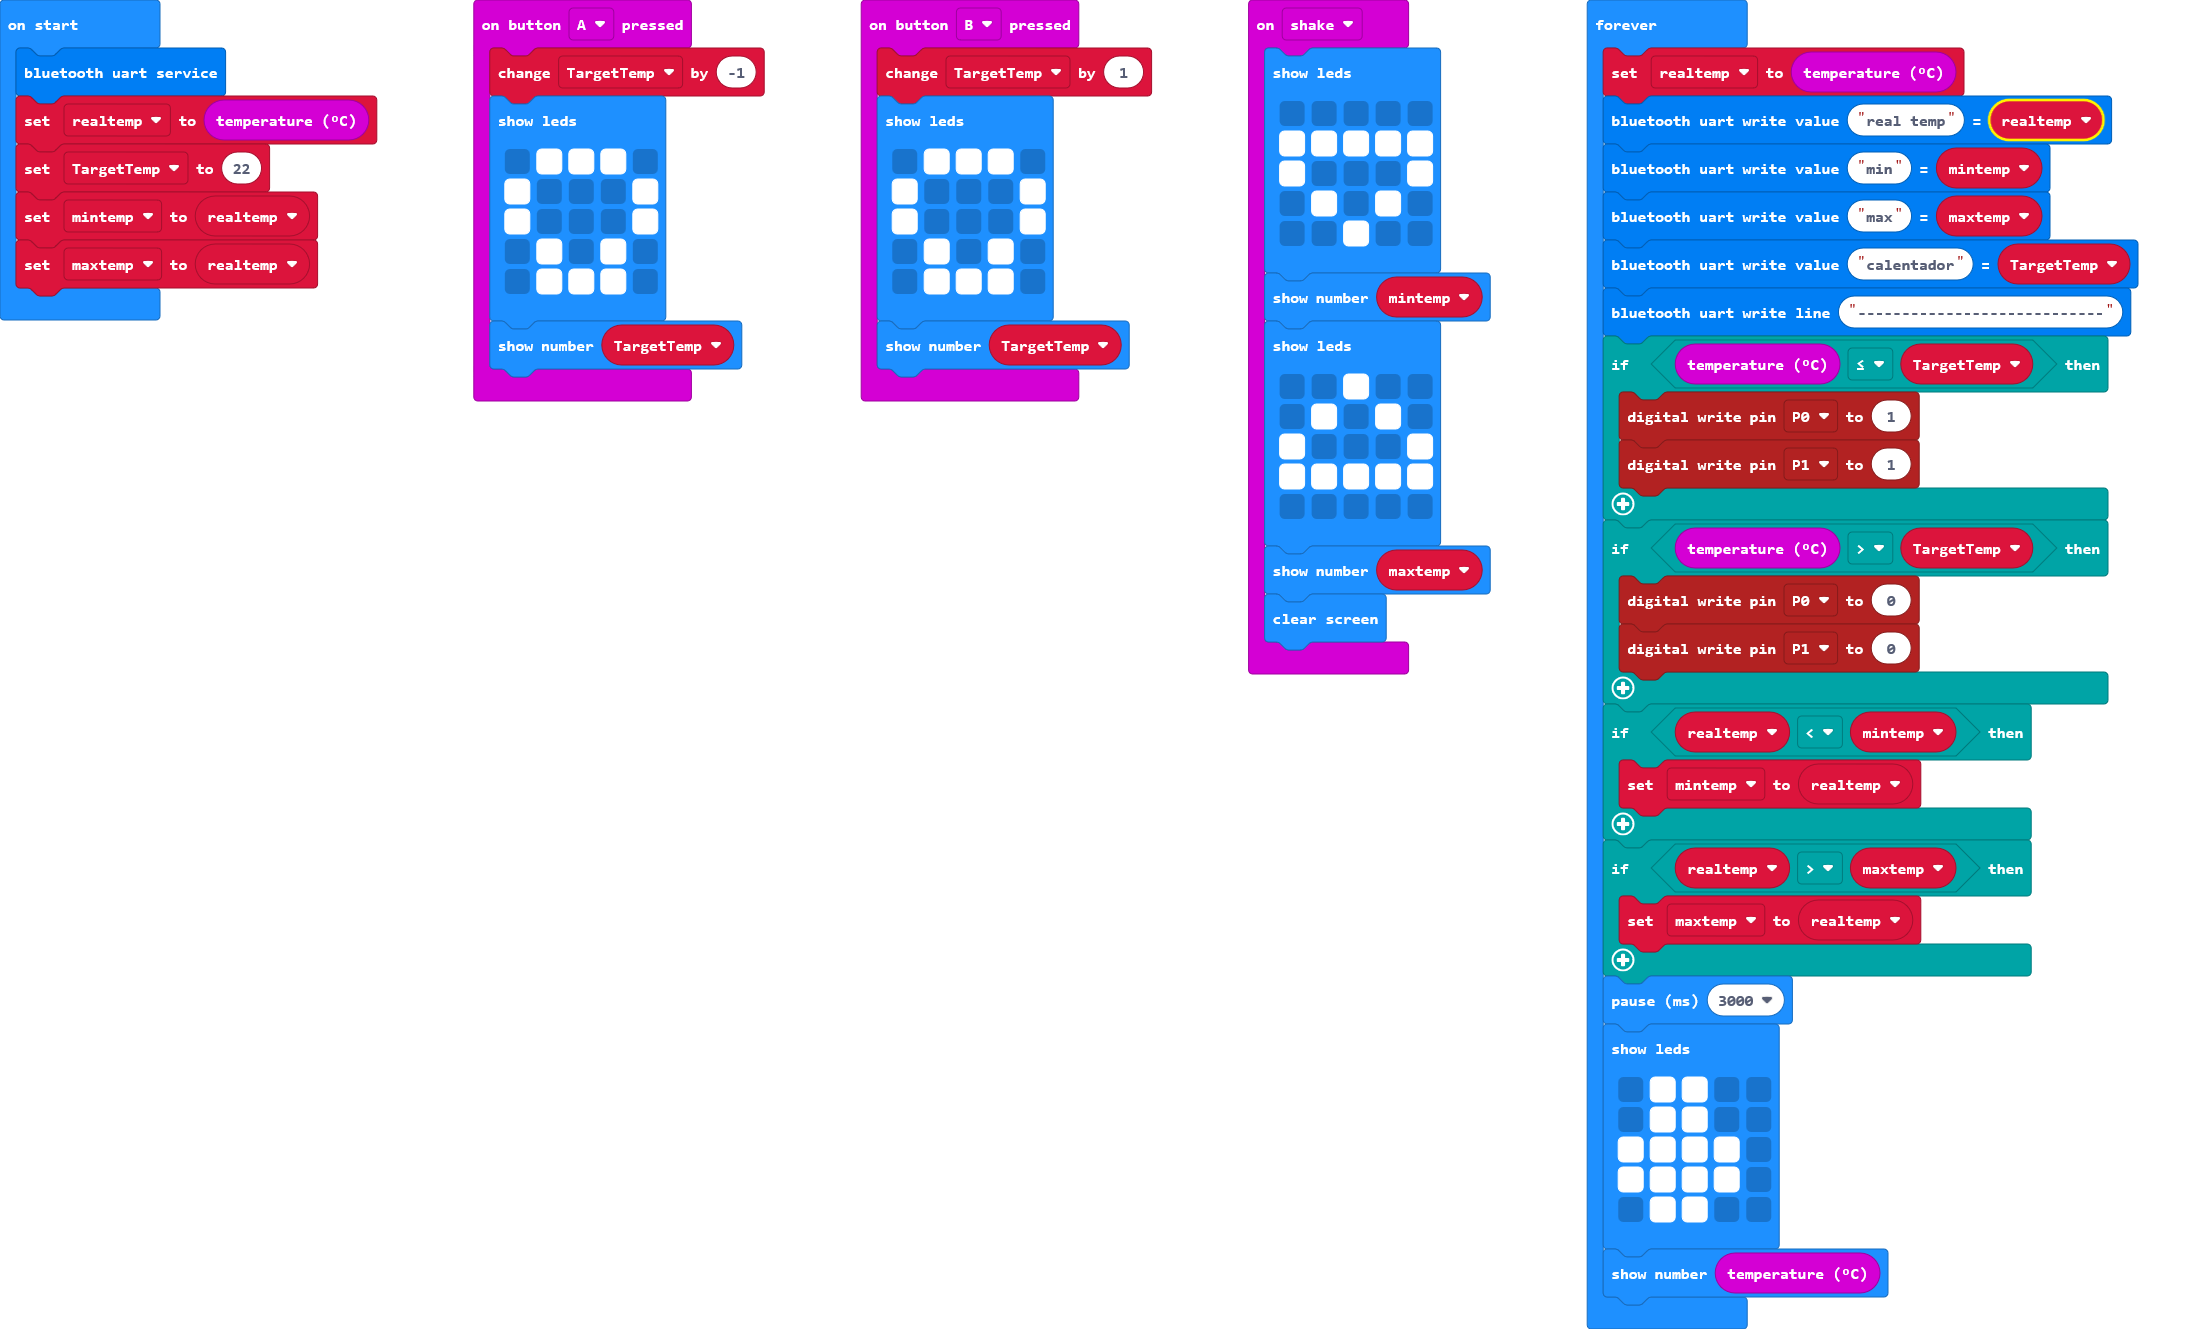 on start
bluetooth uart service
set realtemp to temperature (ºC)
set TargetTemp to 22
set mintemp to realtemp
set maxtemp to realtemp
on button A pressed
change TargetTemp by -1
show leds
show number TargetTemp
on button B pressed
change TargetTemp by 1
show leds
show number TargetTemp
on shake
show leds
show number mintemp
show leds
show number maxtemp
clear screen
forever
set realtemp to temperature (ºC)
bluetooth uart write value "real temp" = realtemp
bluetooth uart write value "min" = mintemp
bluetooth uart write value "max" = maxtemp
bluetooth uart write value "calentador" = TargetTemp
bluetooth uart write line "----------------------------"
if temperature (ºC) ≤ TargetTemp then
digital write pin P0 to 1
digital write pin P1 to 1
if temperature (ºC) > TargetTemp then
digital write pin P0 to 0
digital write pin P1 to 0
if realtemp < mintemp then
set mintemp to realtemp
if realtemp > maxtemp then
set maxtemp to realtemp
pause (ms) 3000
show leds
show number temperature (ºC)